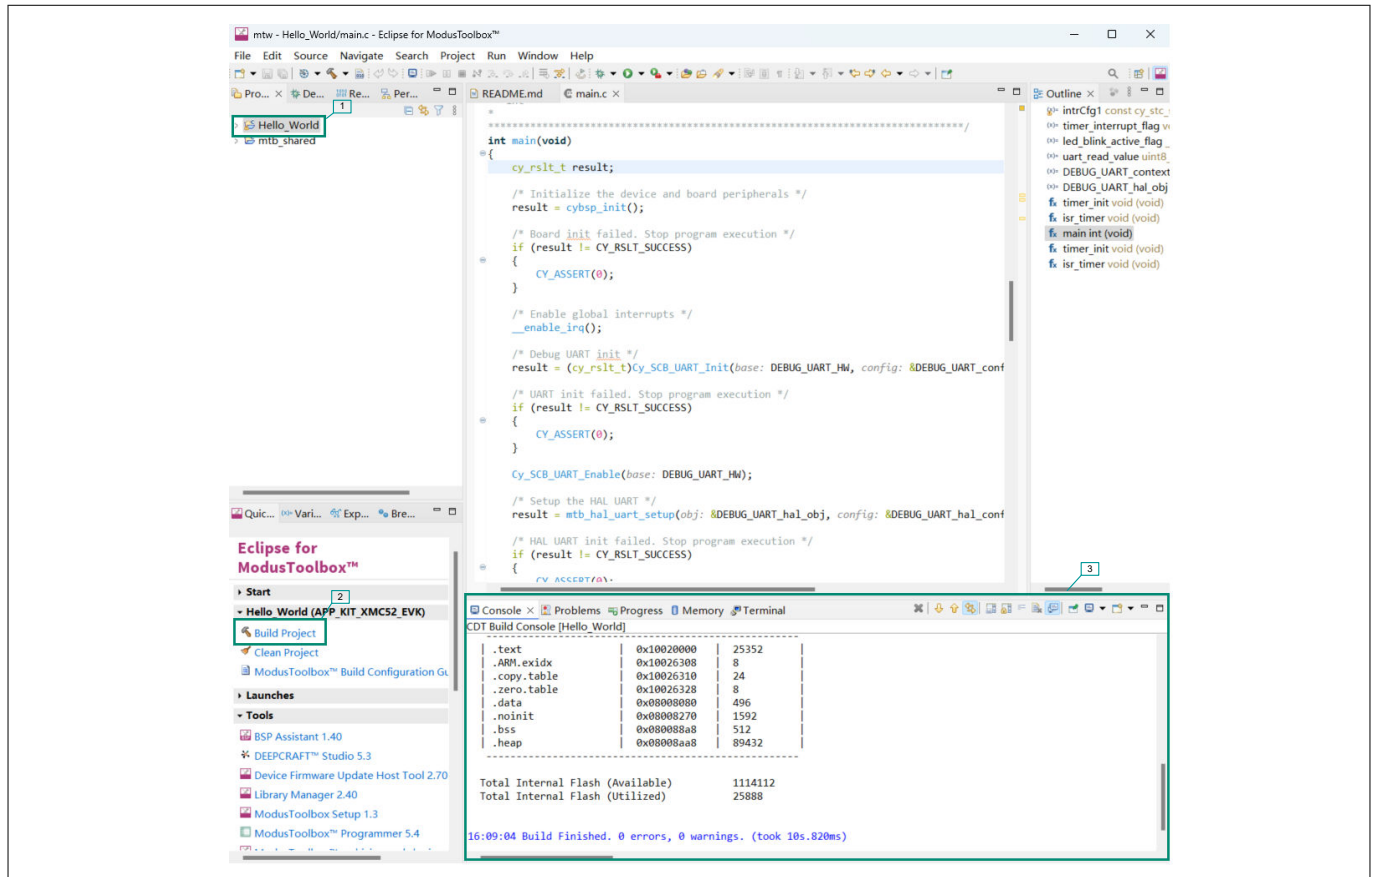 mtw - Hello_World/main.c - Eclipse for ModusToolbox™
File Edit Source Navigate Search Project Run Window Help
Pro... De... Re... Per...
1
Hello_World
mtb_shared
README.md main.c
*
*******************************************************************************/
int main(void)
{
cy_rslt_t result;
/* Initialize the device and board peripherals */
result = cybsp_init();
/* Board init failed. Stop program execution */
if (result != CY_RSLT_SUCCESS)
{
CY_ASSERT(0);
}
/* Enable global interrupts */
__enable_irq();
/* Debug UART init */
result = (cy_rslt_t)Cy_SCB_UART_Init(base: DEBUG_UART_HW, config: &DEBUG_UART_conf
/* UART init failed. Stop program execution */
if (result != CY_RSLT_SUCCESS)
{
CY_ASSERT(0);
}
Cy_SCB_UART_Enable(base: DEBUG_UART_HW);
/* Setup the HAL UART */
result = mtb_hal_uart_setup(obj: &DEBUG_UART_hal_obj, config: &DEBUG_UART_hal_conf
/* HAL UART init failed. Stop program execution */
if (result != CY_RSLT_SUCCESS)
{
CY_ASSERT(0);
Outline
intrCfg1 const cy_stc_
timer_interrupt_flag v
led_blink_active_flag _
uart_read_value uint8_
DEBUG_UART_context
DEBUG_UART_hal_obj
timer_init void (void)
isr_timer void (void)
main int (void)
timer_init void (void)
isr_timer void (void)
Quic... Vari... Exp... Bre...
Eclipse for
ModusToolbox™
Start
2
Hello_World (APP_KIT_XMC52_EVK)
Build Project
Clean Project
ModusToolbox™ Build Configuration Gu
Launches
Tools
BSP Assistant 1.40
DEEPCRAFT™ Studio 5.3
Device Firmware Update Host Tool 2.70
Library Manager 2.40
ModusToolbox Setup 1.3
ModusToolbox™ Programmer 5.4
3
Console Problems Progress Memory Terminal
CDT Build Console [Hello_World]
----------------------------------------------------
| .text | 0x10020000 | 25352 |
| .ARM.exidx | 0x10026308 | 8 |
| .copy.table | 0x10026310 | 24 |
| .zero.table | 0x10026328 | 8 |
| .data | 0x08008080 | 496 |
| .noinit | 0x08008270 | 1592 |
| .bss | 0x080088a8 | 512 |
| .heap | 0x08008aa8 | 89432 |
----------------------------------------------------
Total Internal Flash (Available) 1114112
Total Internal Flash (Utilized) 25888
16:09:04 Build Finished. 0 errors, 0 warnings. (took 10s.820ms)